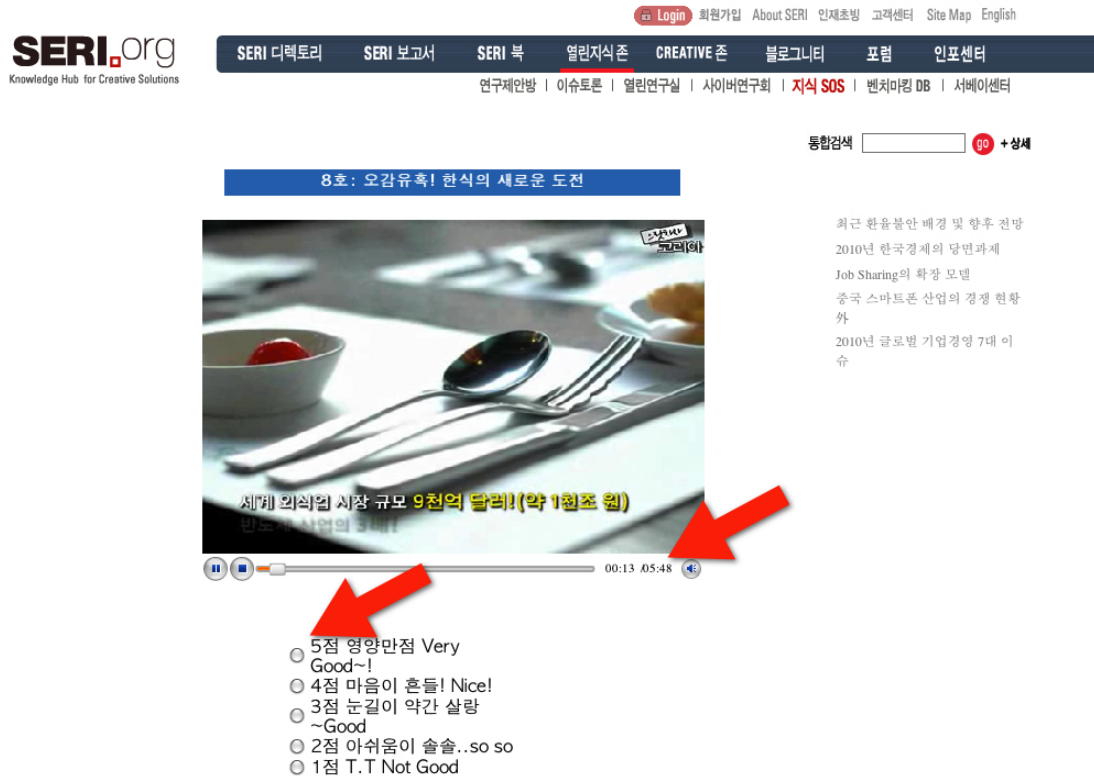 Login 회원가입 About SERI 인재초빙 고객센터 Site Map English
SERI.org
Knowledge Hub for Creative Solutions
SERI 디렉토리 SERI 보고서 SERI 북 열린지식존 CREATIVE 존 블로그니티 포럼 인포센터
연구제안방 | 이슈토론 | 열린연구실 | 사이버연구회 | 지식 SOS | 벤치마킹 DB | 서베이센터
통합검색 go +상세
8호: 오감유혹! 한식의 새로운 도전
코리아
세계 외식업 시장 규모 9천억 달러!(약 1천조 원)
반도체 산업의 3배!
00:13 /05:48
5점 영양만점 Very
Good~!
4점 마음이 흔들! Nice!
3점 눈길이 약간 살랑
~Good
2점 아쉬움이 솔솔..so so
1점 T.T Not Good
최근 환율불안 배경 및 향후 전망
2010년 한국경제의 당면과제
Job Sharing의 확장 모델
중국 스마트폰 산업의 경쟁 현황
外
2010년 글로벌 기업경영 7대 이
슈